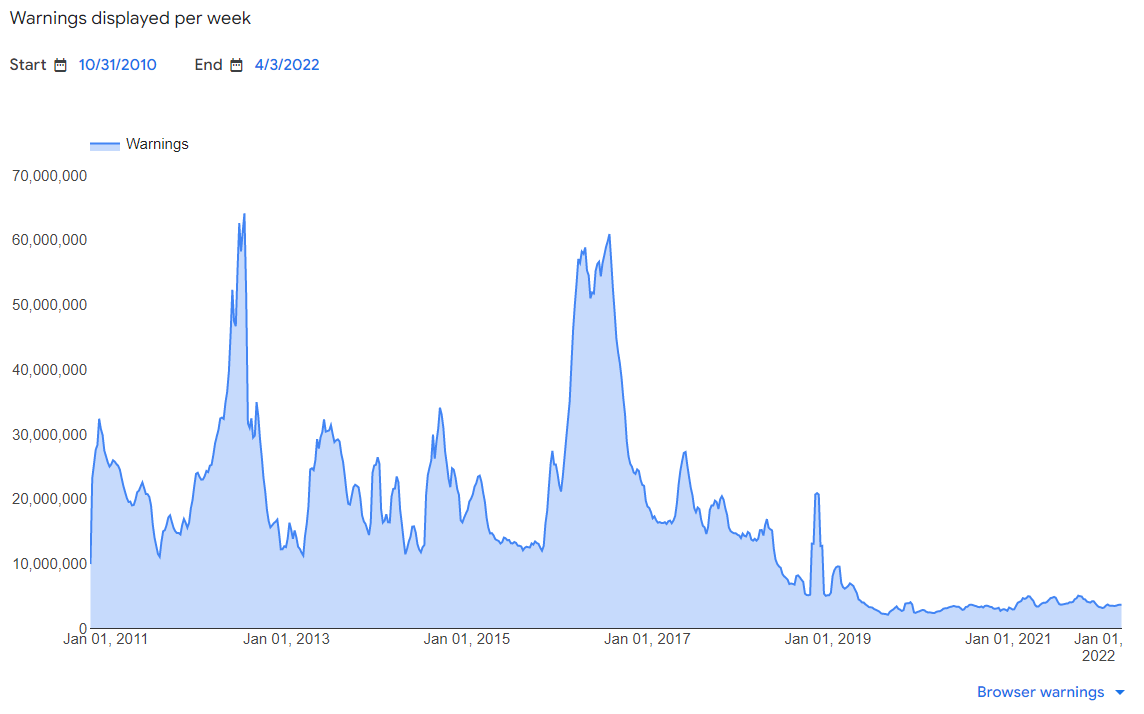 Warnings displayed per week
Start 10/31/2010 End 4/3/2022
Warnings
70,000,000
60,000,000
50,000,000
40,000,000
30,000,000
20,000,000
10,000,000
0
Jan 01, 2011 Jan 01, 2013 Jan 01, 2015 Jan 01, 2017 Jan 01, 2019 Jan 01, 2021 Jan 01,
2022
Browser warnings